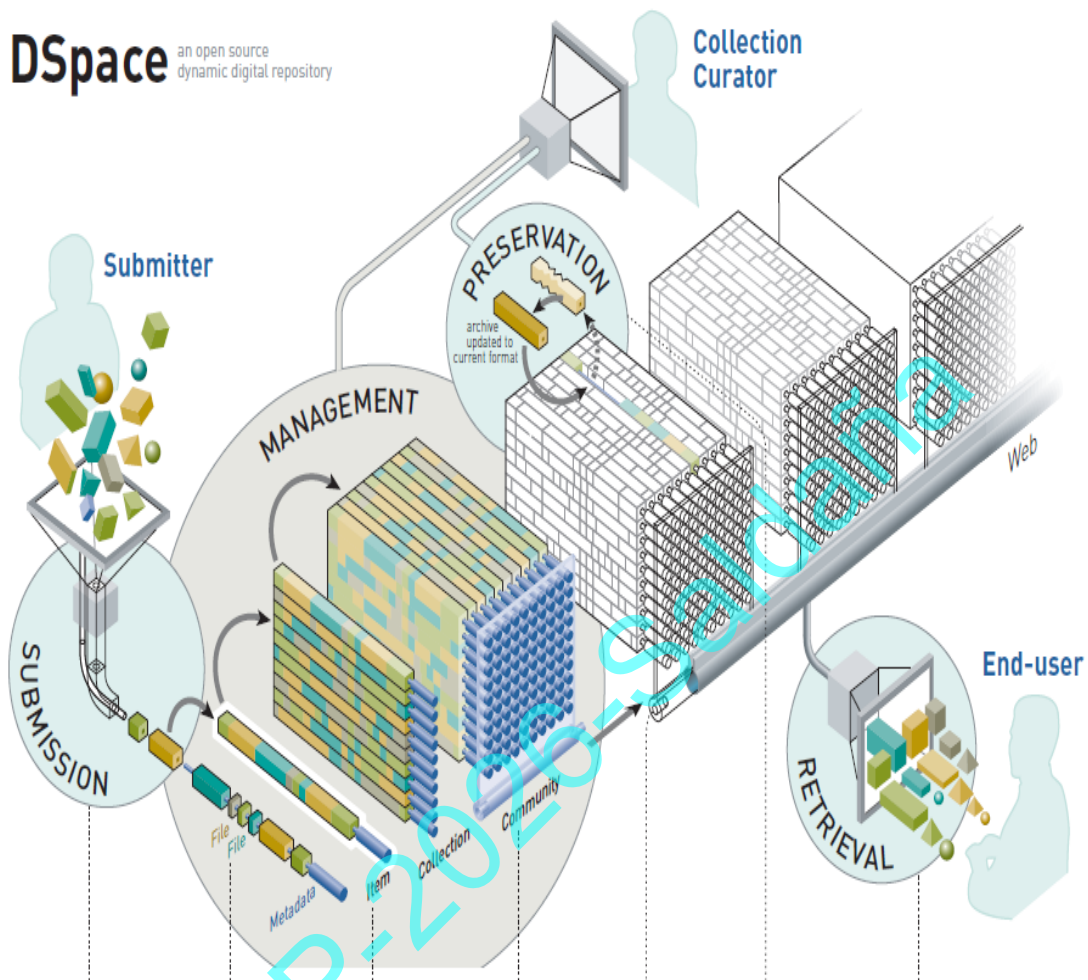 DSpace
an open source
dynamic digital repository
Collection
Curator
Submitter
PRESERVATION
archive
updated to
current format
MANAGEMENT
Web
SUBMISSION
File
File
Metadata
Item
Collection
Community
End-user
RETRIEVAL
P-2026-Saldaña